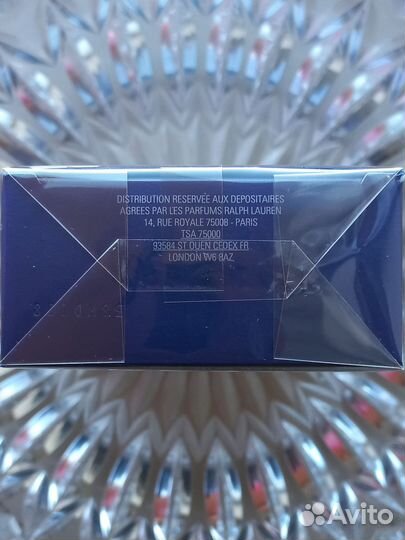 DISTRIBUTION RESERVÉE AUX DEPOSITAIRES
AGREES PAR LES PARFUMS RALPH LAUREN
14, RUE ROYALE 75008 - PARIS
TSA 75000
93584 ST OUEN CEDEX.FR
LONDON W6 8AZ
Avito